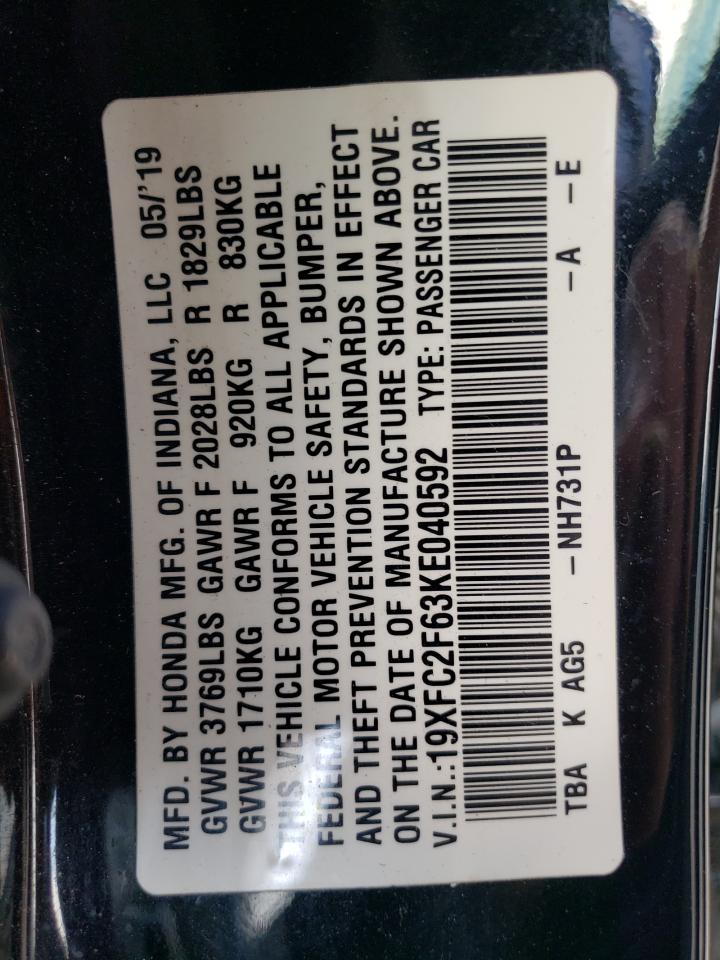 MFD. BY HONDA MFG. OF INDIANA, LLC 05/'19
GVWR 3769LBS GAWR F 2028LBS R 1829LBS
GVWR 1710KG GAWR F 920KG R 830KG
THIS VEHICLE CONFORMS TO ALL APPLICABLE
FEDERAL MOTOR VEHICLE SAFETY, BUMPER,
AND THEFT PREVENTION STANDARDS IN EFFECT
ON THE DATE OF MANUFACTURE SHOWN ABOVE.
V.I.N.:19XFC2F63KE040592 TYPE: PASSENGER CAR
TBA K AG5 -NH731P -A -E